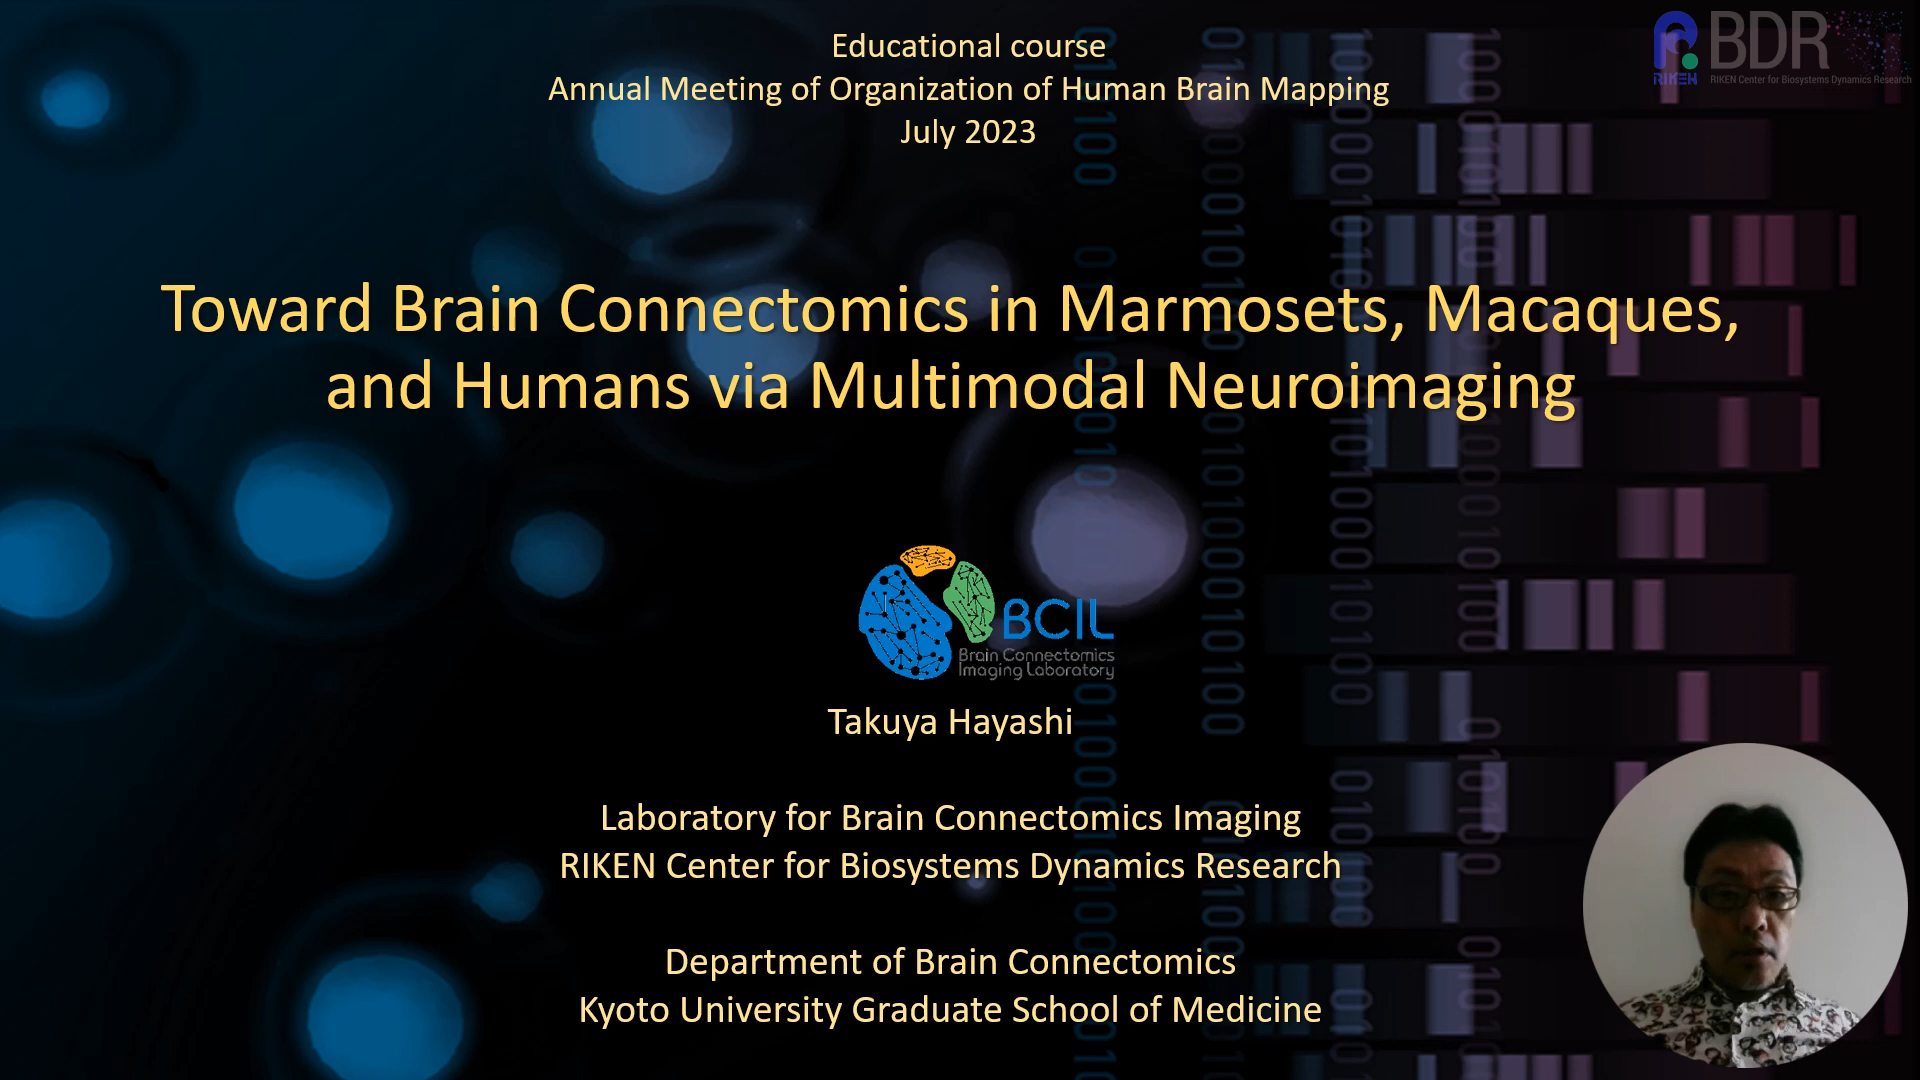 Educational course
Annual Meeting of Organization of Human Brain Mapping
July 2023
RIKEN
BDR
RIKEN Center for Biosystems Dynamics Research
Toward Brain Connectomics in Marmosets, Macaques,
and Humans via Multimodal Neuroimaging
BCIL
Brain Connectomics
Imaging Laboratory
Takuya Hayashi
Laboratory for Brain Connectomics Imaging
RIKEN Center for Biosystems Dynamics Research
Department of Brain Connectomics
Kyoto University Graduate School of Medicine